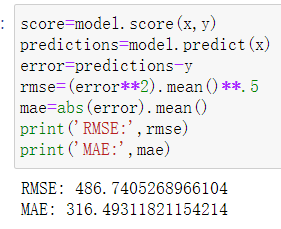 :
score=model.score(x,y)
predictions=model.predict(x)
error=predictions-y
rmse=(error**2).mean()**.5
mae=abs(error).mean()
print('RMSE:',rmse)
print('MAE:',mae)
RMSE: 486.7405268966104
MAE: 316.49311821154214